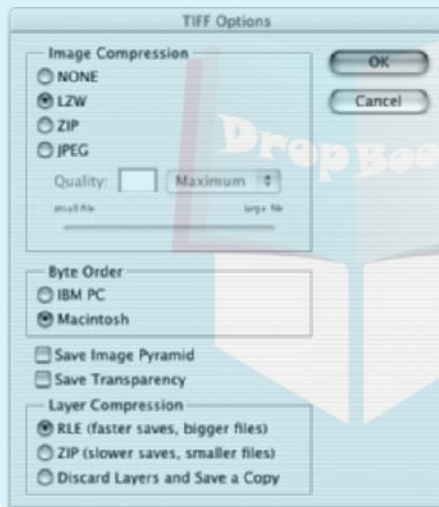 TIFF Options
Image Compression
NONE
LZW
ZIP
JPEG
Quality:
Maximum
small file
large file
OK
Cancel
Drop Boo
Byte Order
IBM PC
Macintosh
Save Image Pyramid
Save Transparency
Layer Compression
RLE (faster saves, bigger files)
ZIP (slower saves, smaller files)
Discard Layers and Save a Copy